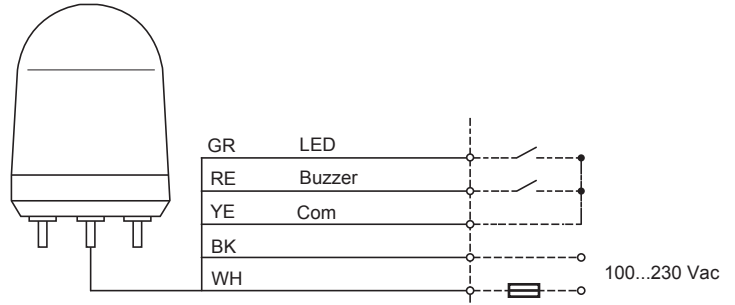 GR LED
RE Buzzer
YE Com
BK
WH
100...230 Vac